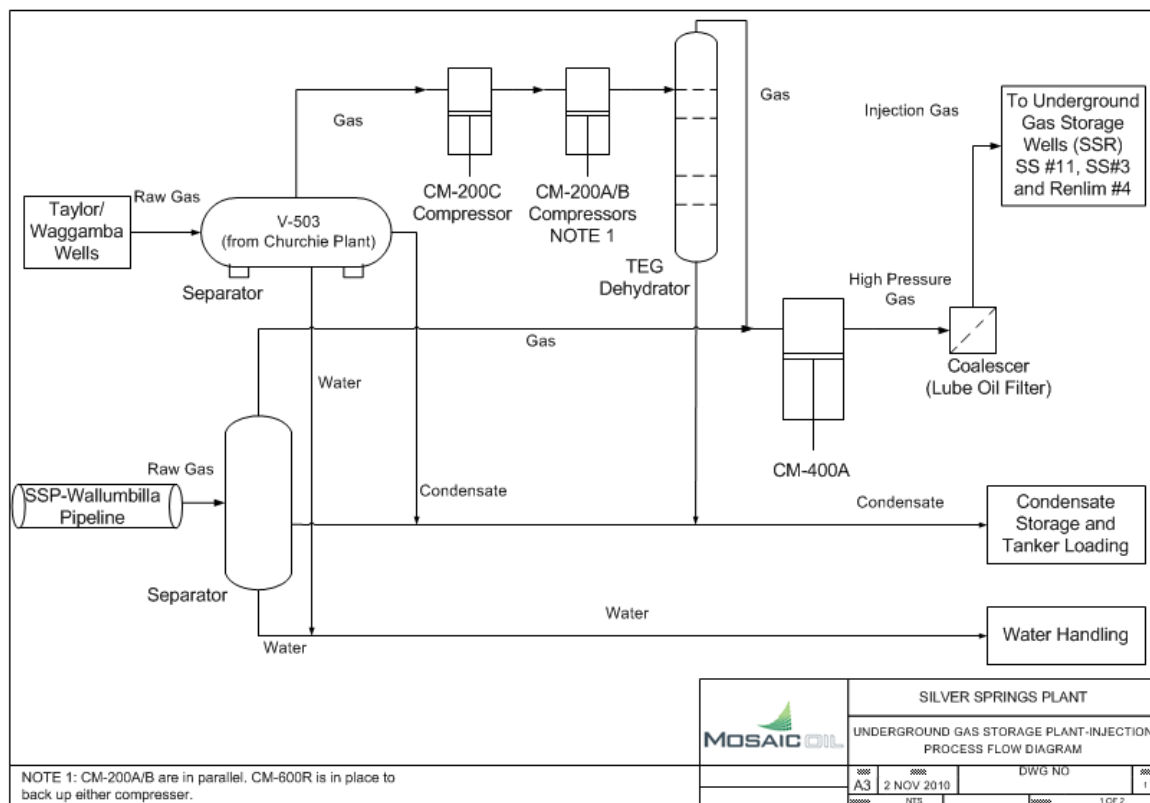 Gas
Injection Gas
To Underground
Gas Storage
Wells (SSR)
SS #11, SS#3
and Renlim #4
Gas
CM-200C
Compressor
CM-200A/B
Compressors
NOTE 1
Raw Gas
Taylor/
Waggamba
Wells
V-503
(from Churchie Plant)
Separator
TEG
Dehydrator
High Pressure
Gas
Gas
Coalescer
(Lube Oil Filter)
Water
CM-400A
Raw Gas
SSP-Wallumbilla
Pipeline
Condensate
Condensate
Condensate
Storage and
Tanker Loading
Separator
Water
Water
Water Handling
MOSAIC OIL
SILVER SPRINGS PLANT
UNDERGROUND GAS STORAGE PLANT-INJECTION
PROCESS FLOW DIAGRAM
NOTE 1: CM-200A/B are in parallel. CM-600R is in place to
back up either compresser.
A3 2 NOV 2010 DWG NO 1
NTS 1 OF 2